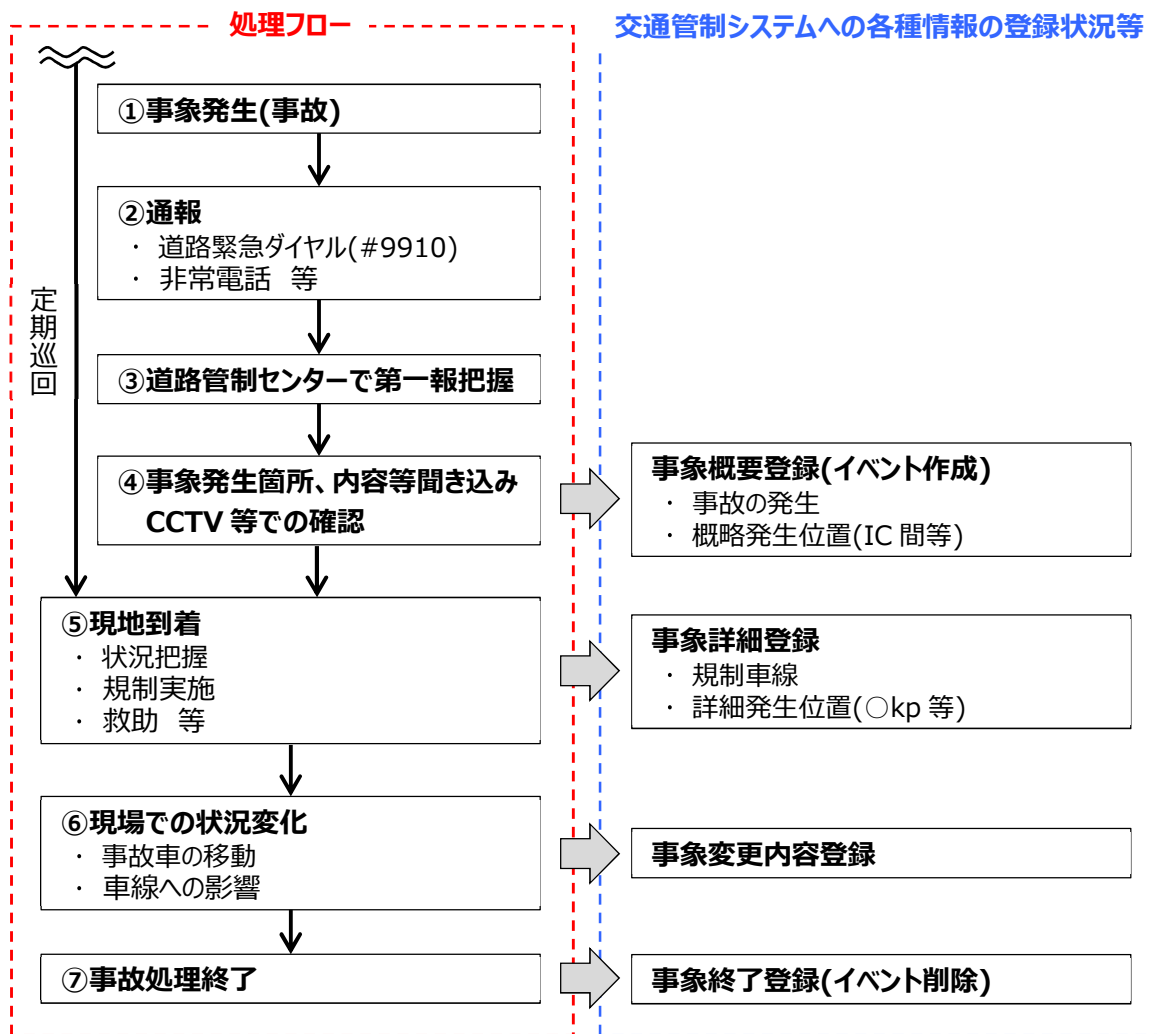 処理フロー
交通管制システムへの各種情報の登録状況等
①事象発生(事故)
②通報
・ 道路緊急ダイヤル(#9910)
・ 非常電話 等
定期巡回
③道路管制センターで第一報把握
④事象発生箇所、内容等聞き込み
CCTV 等での確認
事象概要登録(イベント作成)
・ 事故の発生
・ 概略発生位置(IC 間等)
⑤現地到着
・ 状況把握
・ 規制実施
・ 救助 等
事象詳細登録
・ 規制車線
・ 詳細発生位置(○kp 等)
⑥現場での状況変化
・ 事故車の移動
・ 車線への影響
事象変更内容登録
⑦事故処理終了
事象終了登録(イベント削除)